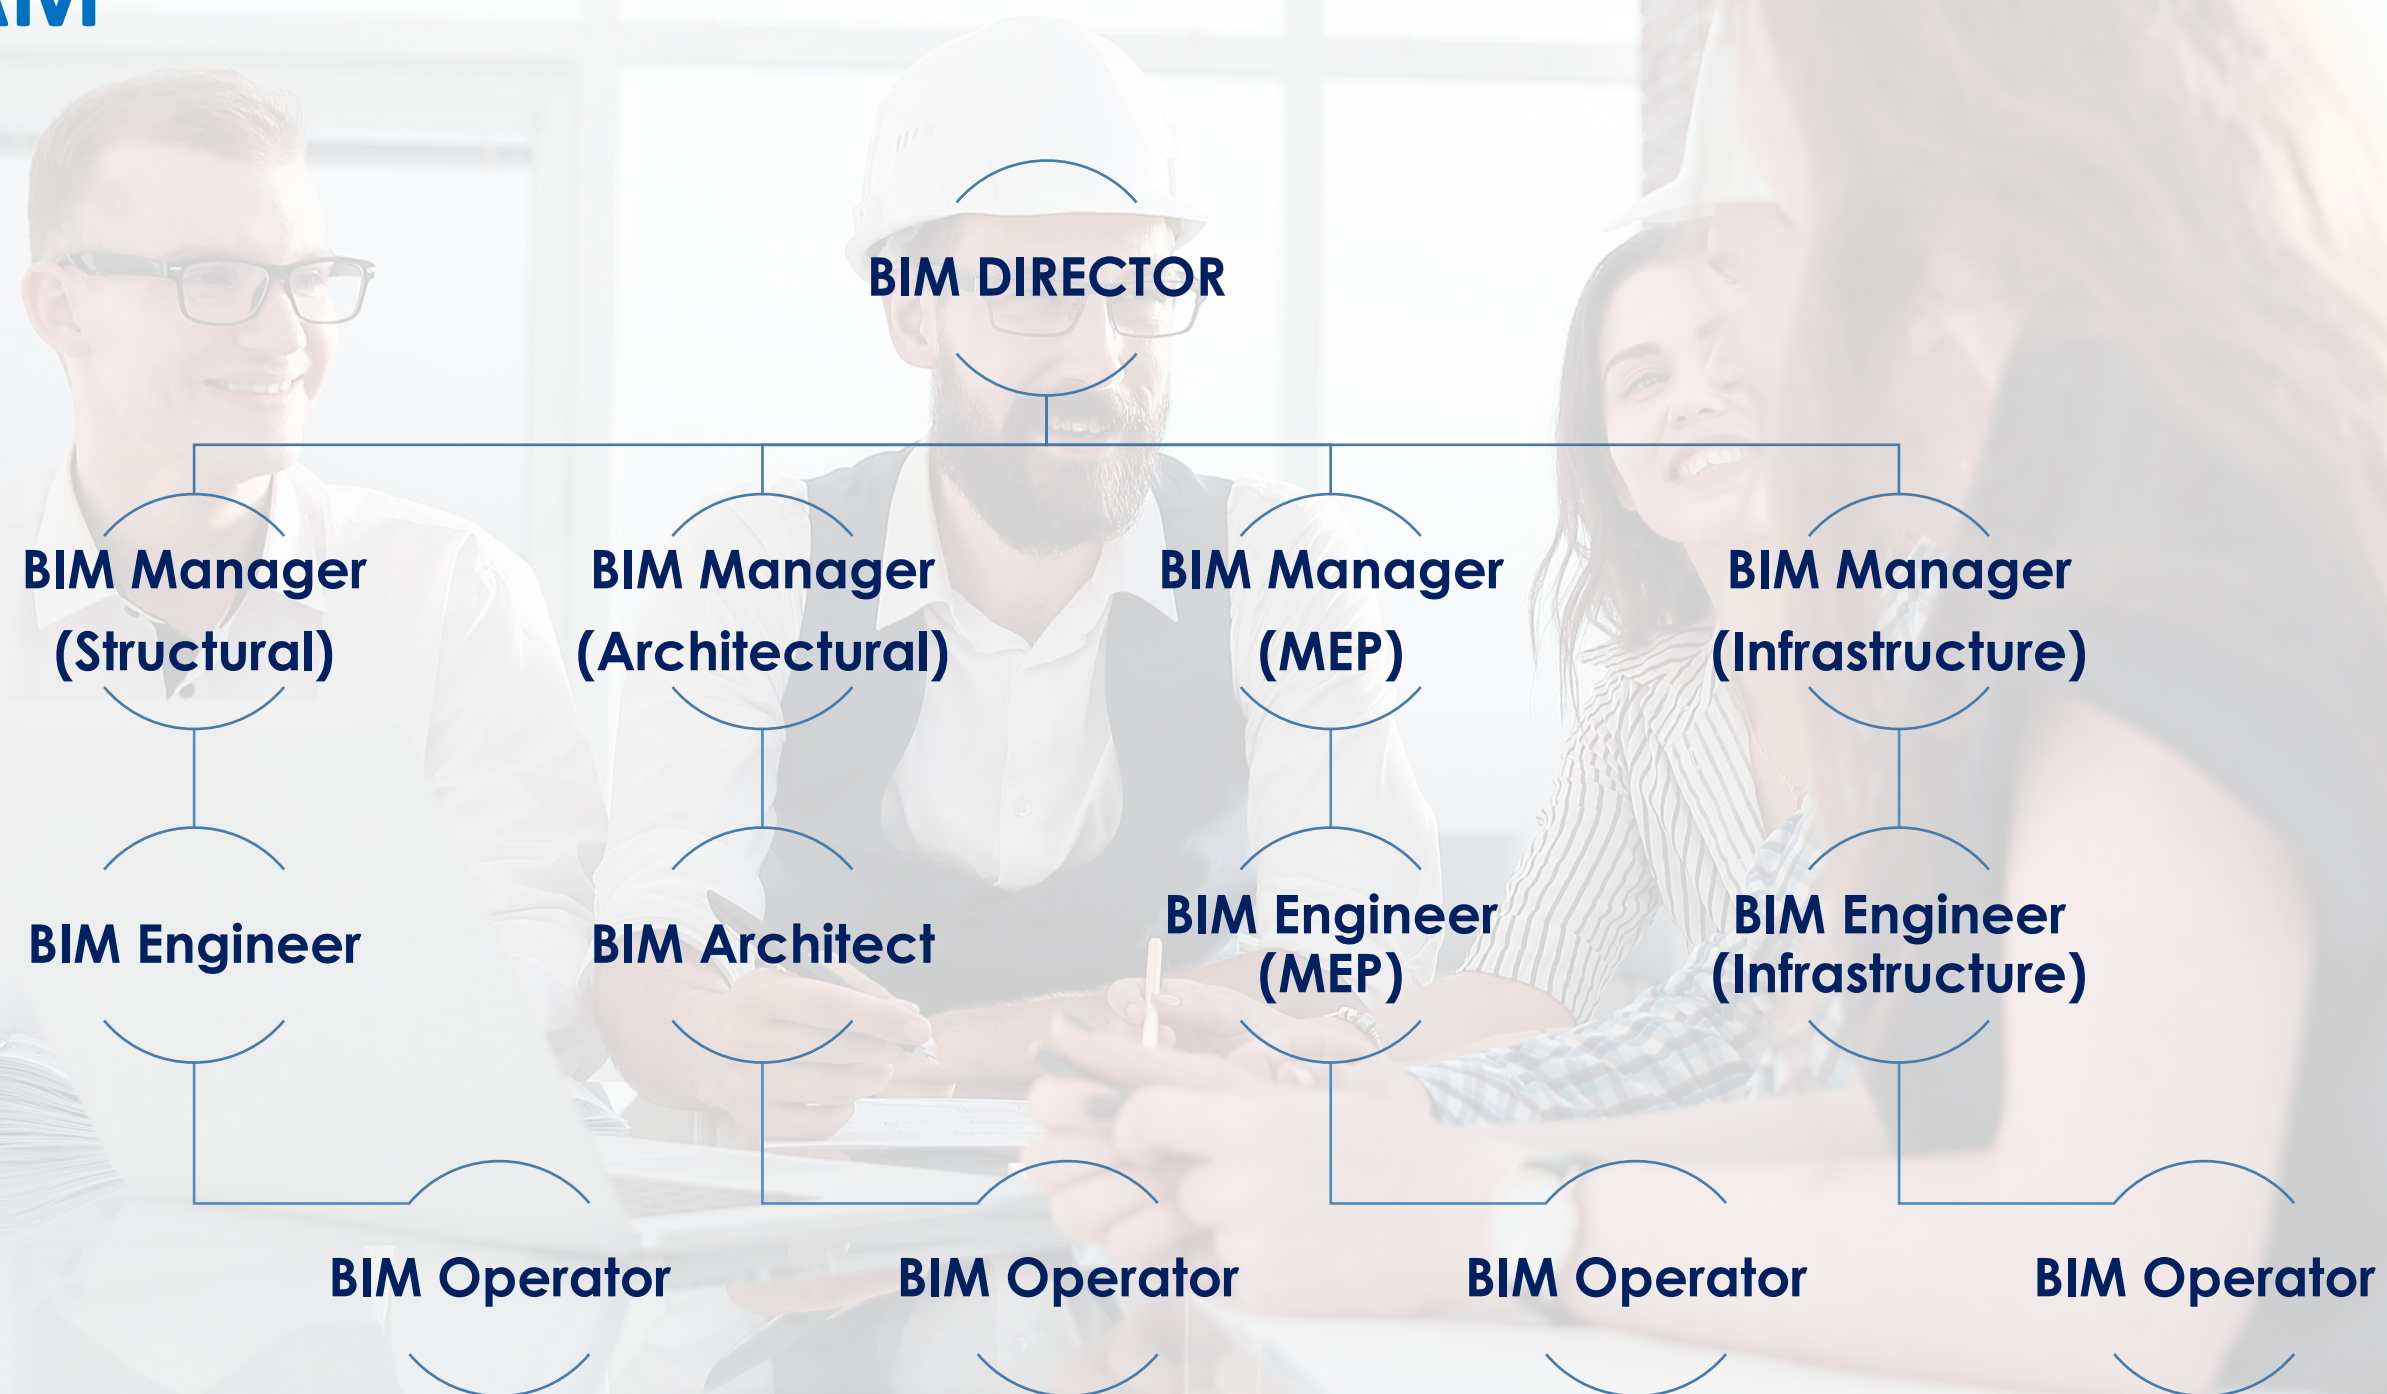 BIM DIRECTOR
BIM Manager
(Structural)
BIM Manager
(Architectural)
BIM Manager
(MEP)
BIM Manager
(Infrastructure)
BIM Engineer
BIM Architect
BIM Engineer
(MEP)
BIM Engineer
(Infrastructure)
BIM Operator
BIM Operator
BIM Operator
BIM Operator